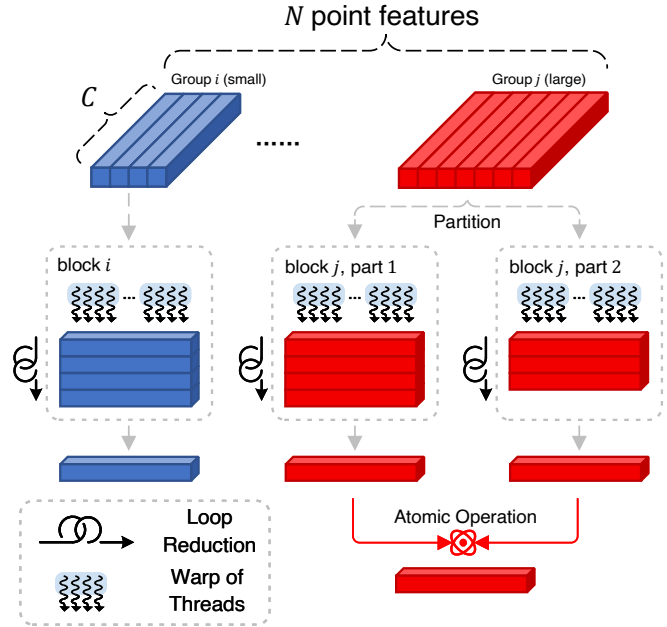 N point features
Group i (small)
Group j (large)
C
......
Partition
block i
block j, part 1
block j, part 2
...
...
...
Loop
Reduction
Warp of
Threads
Atomic Operation